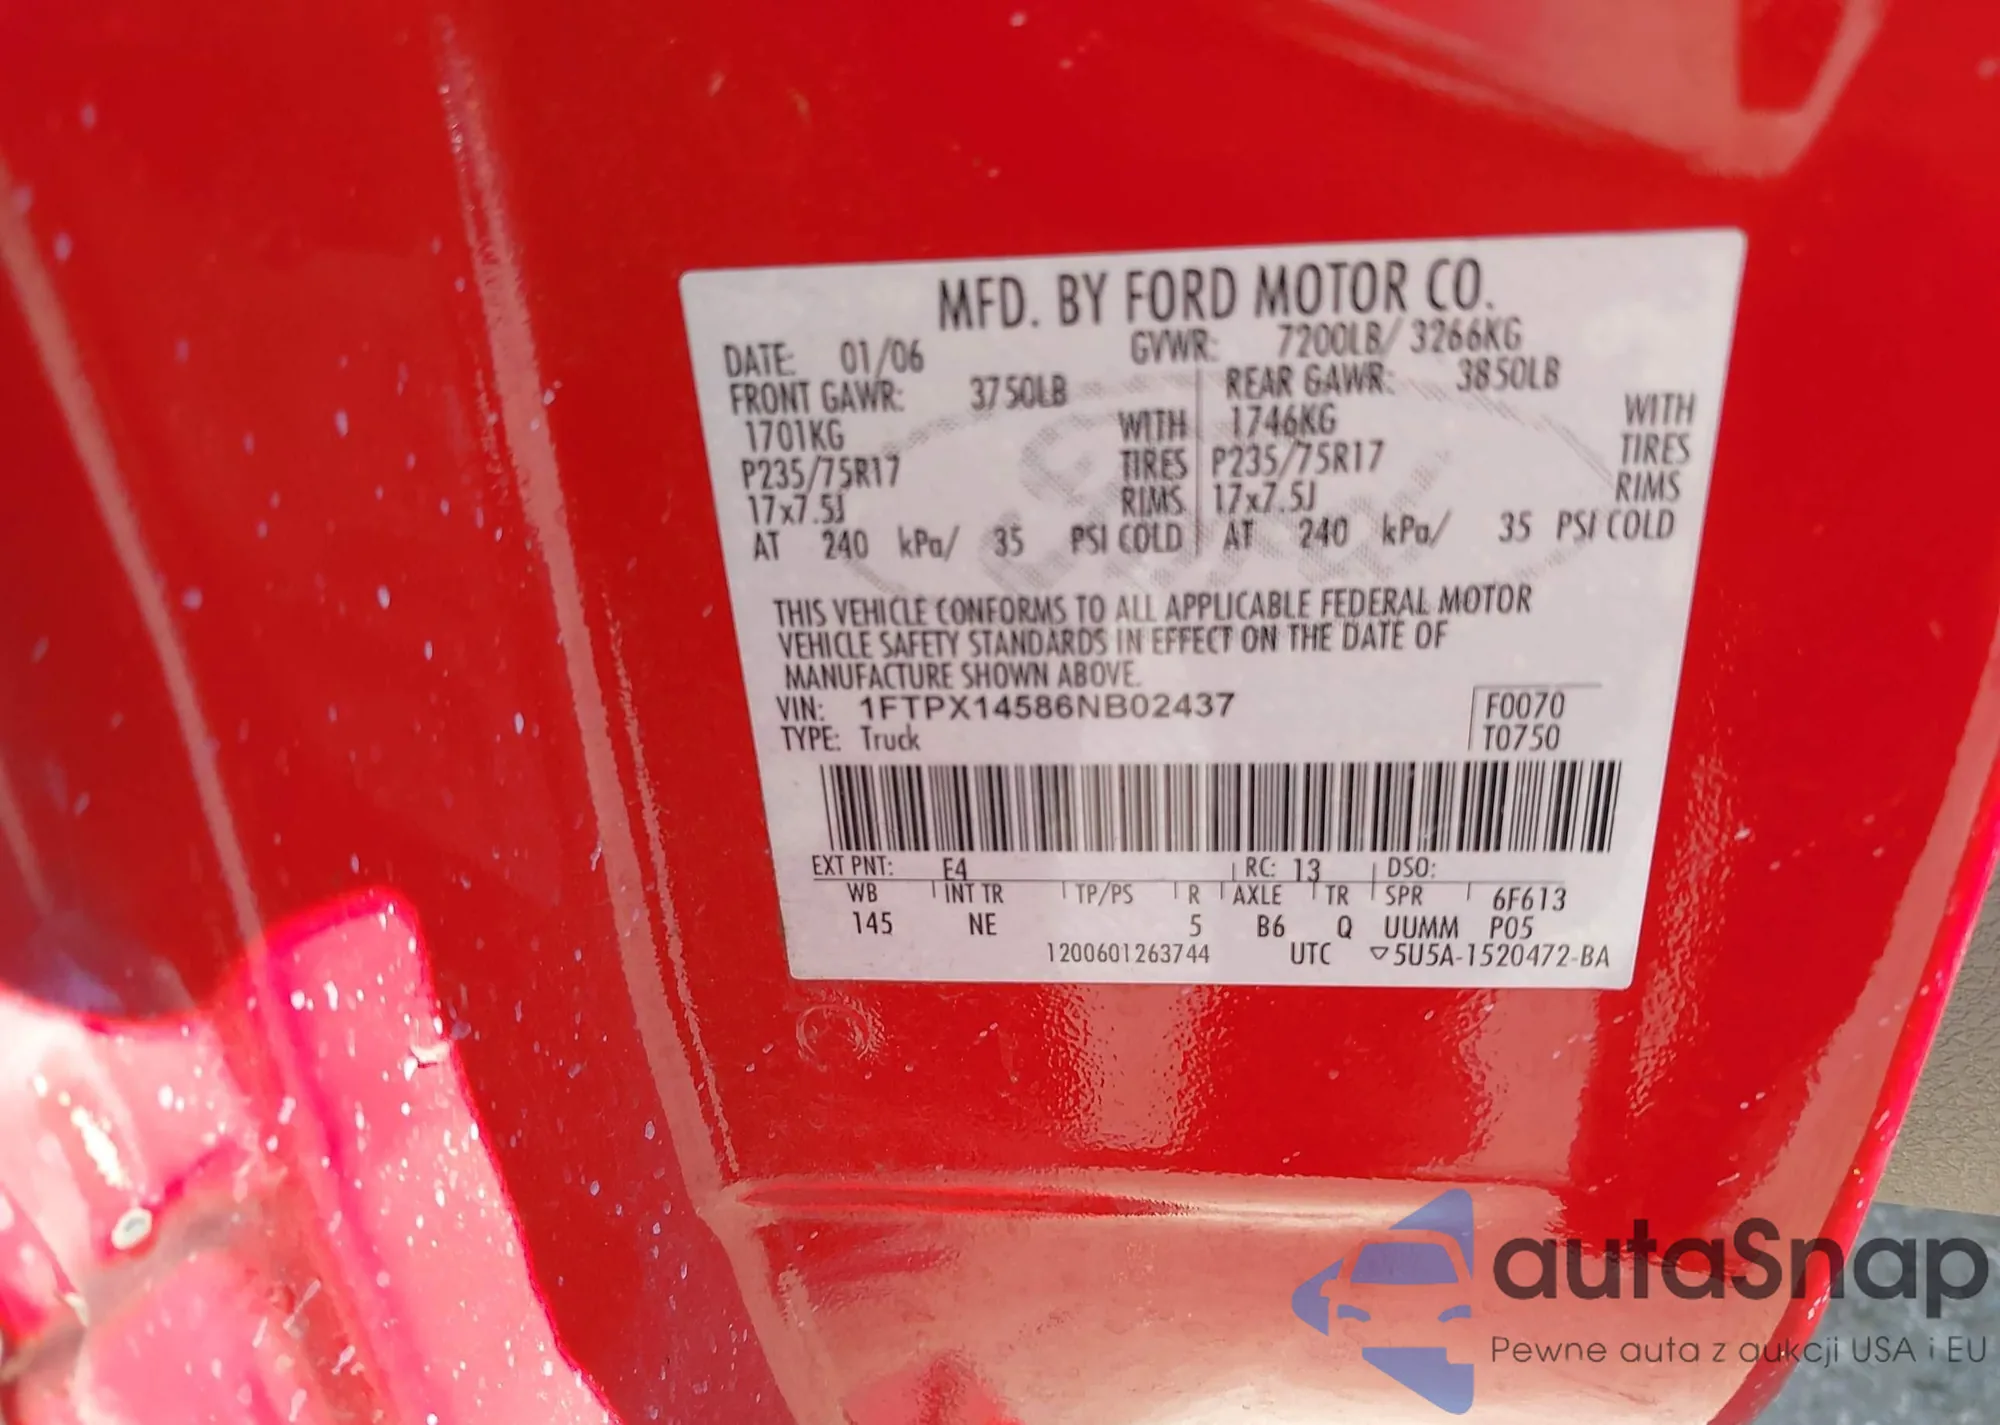 MFD. BY FORD MOTOR CO.
DATE: 01/06 GVWR: 7200LB/ 3266KG
FRONT GAWR: 3750LB REAR GAWR: 3850LB
1701KG WITH 1746KG WITH
P235/75R17 TIRES P235/75R17 TIRES
17x7.5J RIMS 17x7.5J RIMS
AT 240 kPa/ 35 PSI COLD AT 240 kPa/ 35 PSI COLD
THIS VEHICLE CONFORMS TO ALL APPLICABLE FEDERAL MOTOR
VEHICLE SAFETY STANDARDS IN EFFECT ON THE DATE OF
MANUFACTURE SHOWN ABOVE.
VIN: 1FTPX14586NB02437 F0070
TYPE: Truck T0750
EXT PNT: E4 RC: 13 DSO:
WB INT TR TP/PS R AXLE TR SPR 6F613
145 NE 5 B6 Q UUMM P05
1200601263744 UTC ▽5U5A-1520472-BA
autaSnap
Pewne auta z aukcji USA i EU